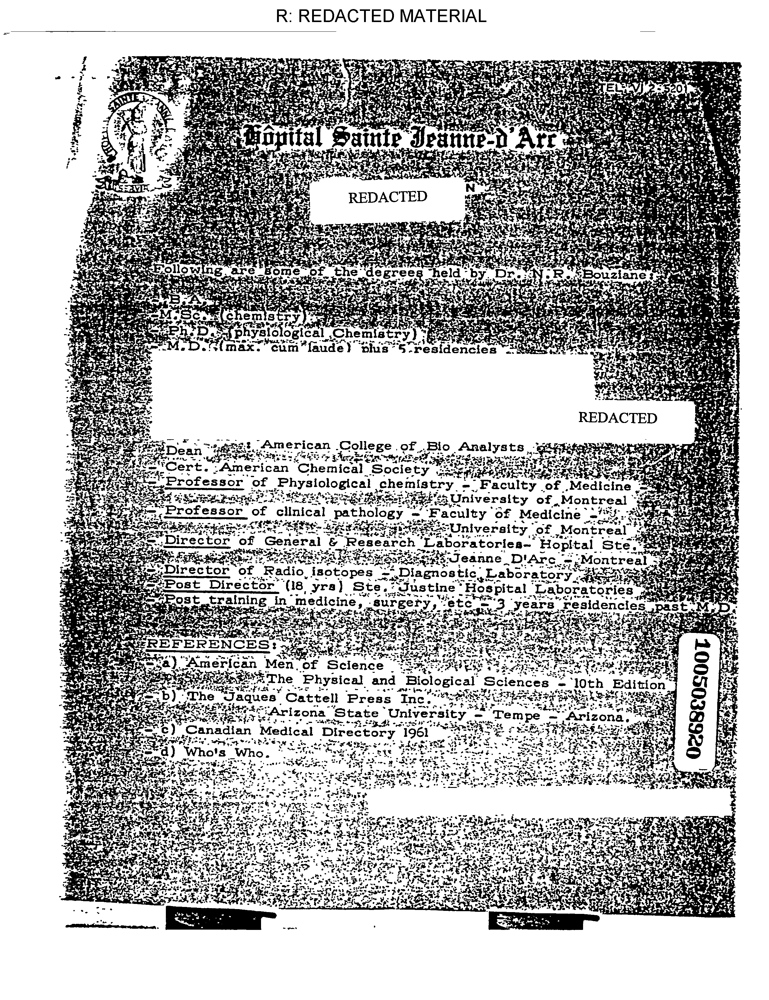 R: REDACTED MATERIAL
TEL: VI 2-5201
Hôpital Sainte Jeanne-d'Arc
REDACTED
N
Following are some of the degrees held by Dr. N.R. Bouziane:
- B.A.
- M.Sc. (chemistry)
- Ph.D. (physiological Chemistry)
- M.D. (max. cum laude) plus 5 residencies
REDACTED
- Dean : American College of Bio Analysts
- Cert. American Chemical Society
- Professor of Physiological chemistry - Faculty of Medicine
University of Montreal
- Professor of clinical pathology - Faculty of Medicine -
University of Montreal
- Director of General & Research Laboratories- Hopital Ste.
Jeanne D'Arc - Montreal
- Director of Radio isotopes - Diagnostic Laboratory
- Post Director (18 yrs) Ste. Justine Hospital Laboratories
- Post training in medicine, surgery, etc - 3 years residencies past M.D.
REFERENCES:
- a) American Men of Science
The Physical and Biological Sciences - 10th Edition
- b) The Jaques Cattell Press Inc.
Arizona State University - Tempe - Arizona.
- c) Canadian Medical Directory 1961
- d) Who's Who.
1005038920